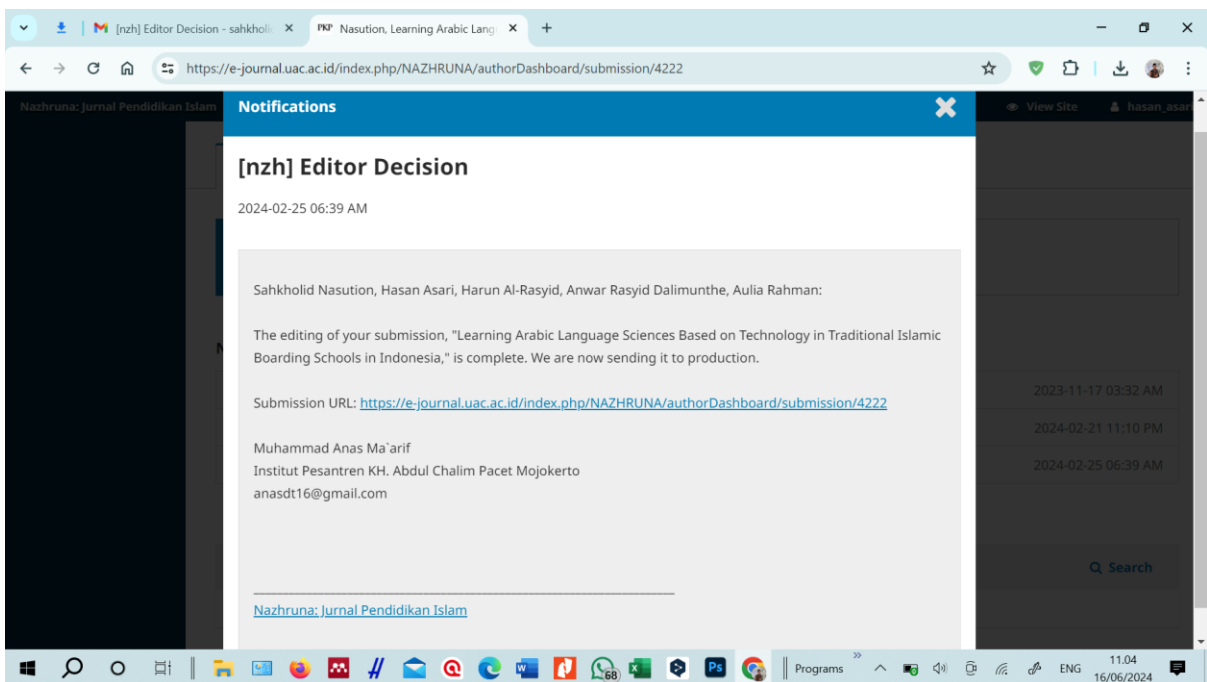 [nzh] Editor Decision - sahkholi
PKP Nasution, Learning Arabic Lang
https://e-journal.uac.ac.id/index.php/NAZHRUNA/authorDashboard/submission/4222
Nazhruna: Jurnal Pendidikan Islam
Notifications
View Site
hasan_asari
[nzh] Editor Decision
2024-02-25 06:39 AM
Sahkholid Nasution, Hasan Asari, Harun Al-Rasyid, Anwar Rasyid Dalimunthe, Aulia Rahman:
The editing of your submission, "Learning Arabic Language Sciences Based on Technology in Traditional Islamic
Boarding Schools in Indonesia," is complete. We are now sending it to production.
Submission URL: https://e-journal.uac.ac.id/index.php/NAZHRUNA/authorDashboard/submission/4222
Muhammad Anas Ma`arif
Institut Pesantren KH. Abdul Chalim Pacet Mojokerto
anasdt16@gmail.com
2023-11-17 03:32 AM
2024-02-21 11:10 PM
2024-02-25 06:39 AM
Search
Nazhruna: Jurnal Pendidikan Islam
68
Ps
Programs
ENG
11.04
16/06/2024